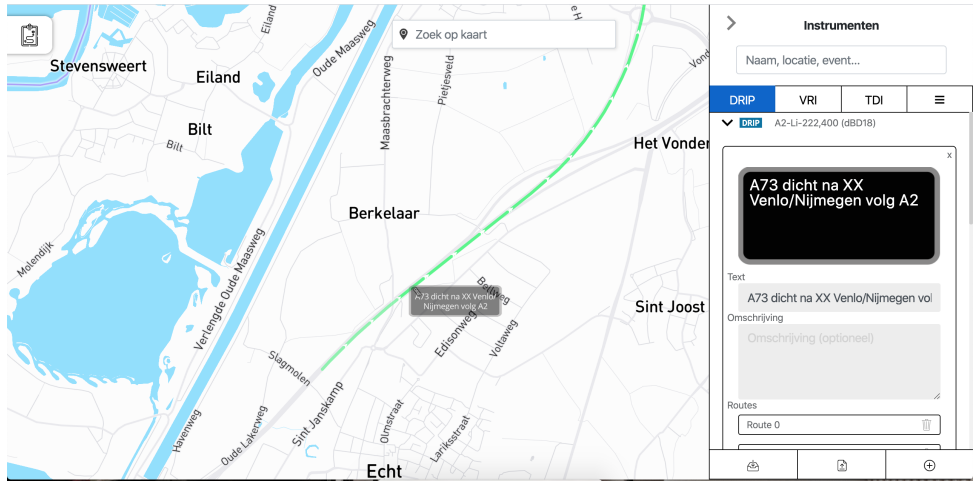 Stevensweert
Eiland
Bilt
Bilt
Molendijk
Eiland
Oude Maasweg
Verlengde Oude Maasweg
Havenweg
Zoek op kaart
Maasbrachterweg
Pietjesveld
e H
Vond
Het Vonder
Berkelaar
A73 dicht na XX Venlo/
Nijmegen volg A2
Bellweg
Edisonweg
Voltaweg
Sint Joost
Slagmolen
Sint Janskamp
Oude Lakerweg
Olmstraat
Lariksstraat
Echt
Instrumenten
Naam, locatie, event...
DRIP VRI TDI
DRIP A2-Li-222,400 (dBD18)
x
A73 dicht na XX
Venlo/Nijmegen volg A2
Text
A73 dicht na XX Venlo/Nijmegen vol
Omschrijving
Omschrijving (optioneel)
Routes
Route 0